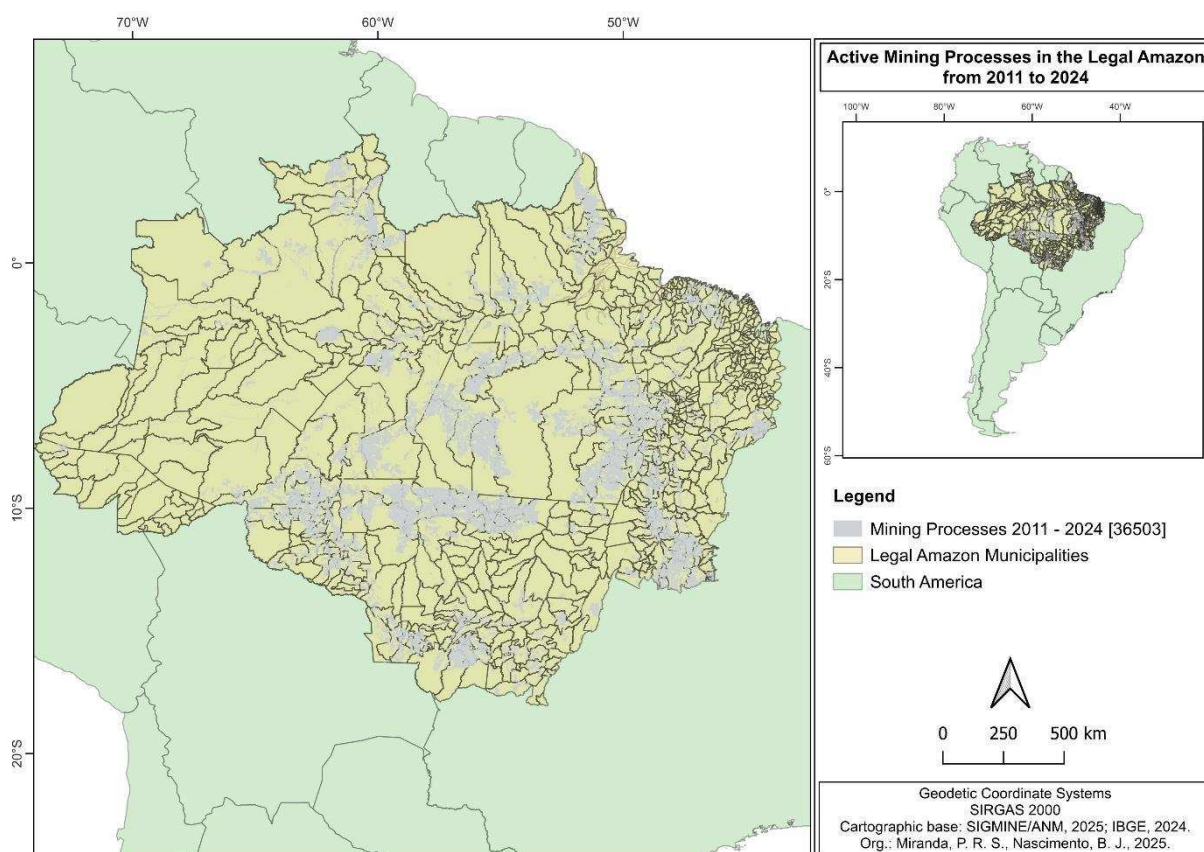 70°W 60°W 50°W
0°
10°S
20°S
Active Mining Processes in the Legal Amazon
from 2011 to 2024
100°W 80°W 60°W 40°W
0°
20°S
40°S
60°S
Legend
Mining Processes 2011 - 2024 [36503]
Legal Amazon Municipalities
South America
0 250 500 km
Geodetic Coordinate Systems
SIRGAS 2000
Cartographic base: SIGMINE/ANM, 2025; IBGE, 2024.
Org.: Miranda, P. R. S., Nascimento, B. J., 2025.